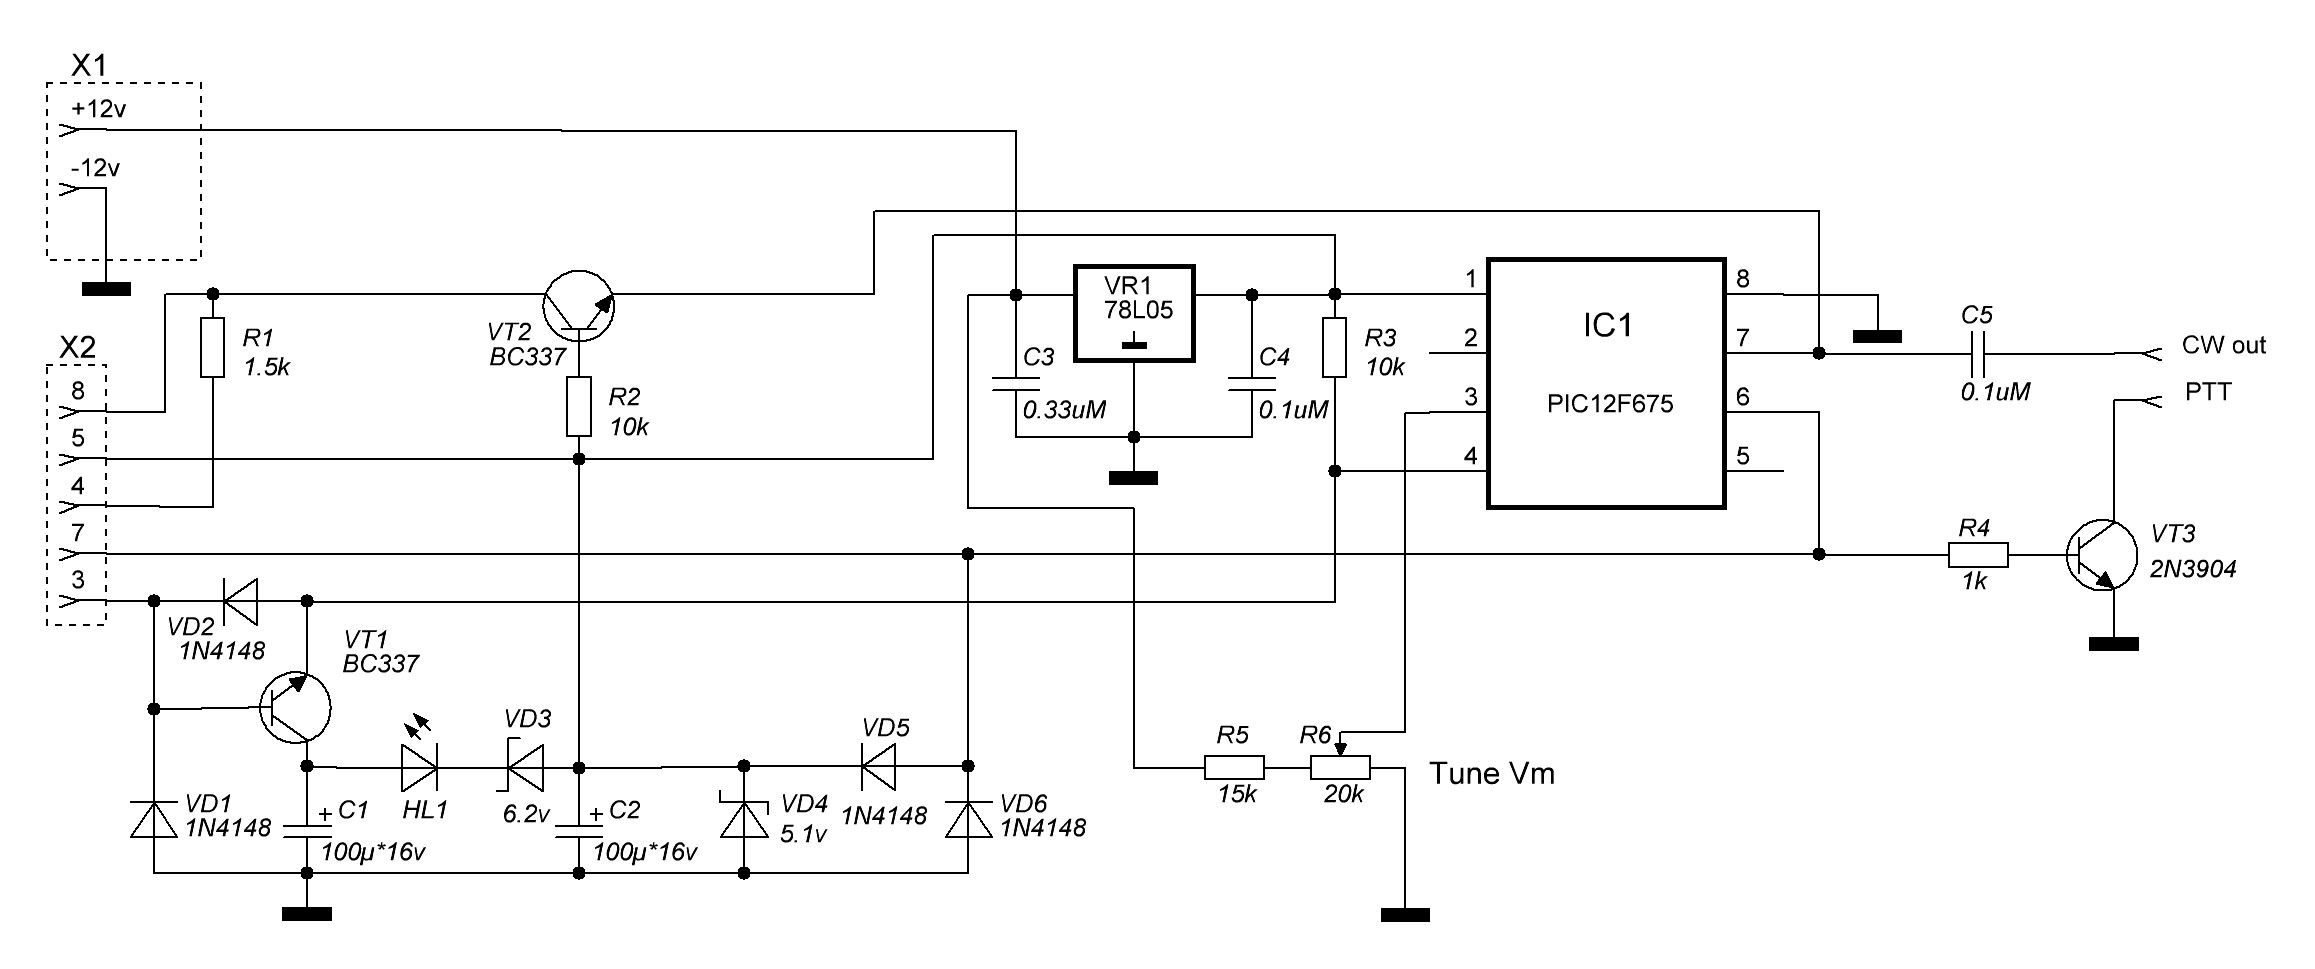 X1
+12v
-12v
X2
8
5
4
7
3
R1
1.5k
VT2
BC337
R2
10k
VD2
1N4148
VT1
BC337
VD1
1N4148
+ C1
100µ*16v
HL1
VD3
6.2v
+ C2
100µ*16v
VD4
5.1v
VD5
1N4148
VD6
1N4148
VR1
78L05
C3
0.33uM
C4
0.1uM
R3
10k
1
2
3
4
IC1
PIC12F675
8
7
6
5
C5
0.1uM
CW out
PTT
R4
1k
VT3
2N3904
R5
15k
R6
20k
Tune Vm